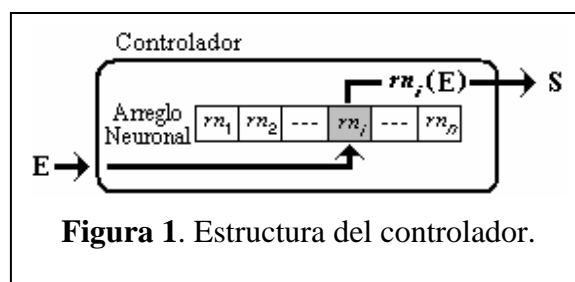 Controlador
rn_i(E) S
Arreglo
Neuronal rn_1 rn_2 --- rn_i --- rn_n
E
Figura 1. Estructura del controlador.